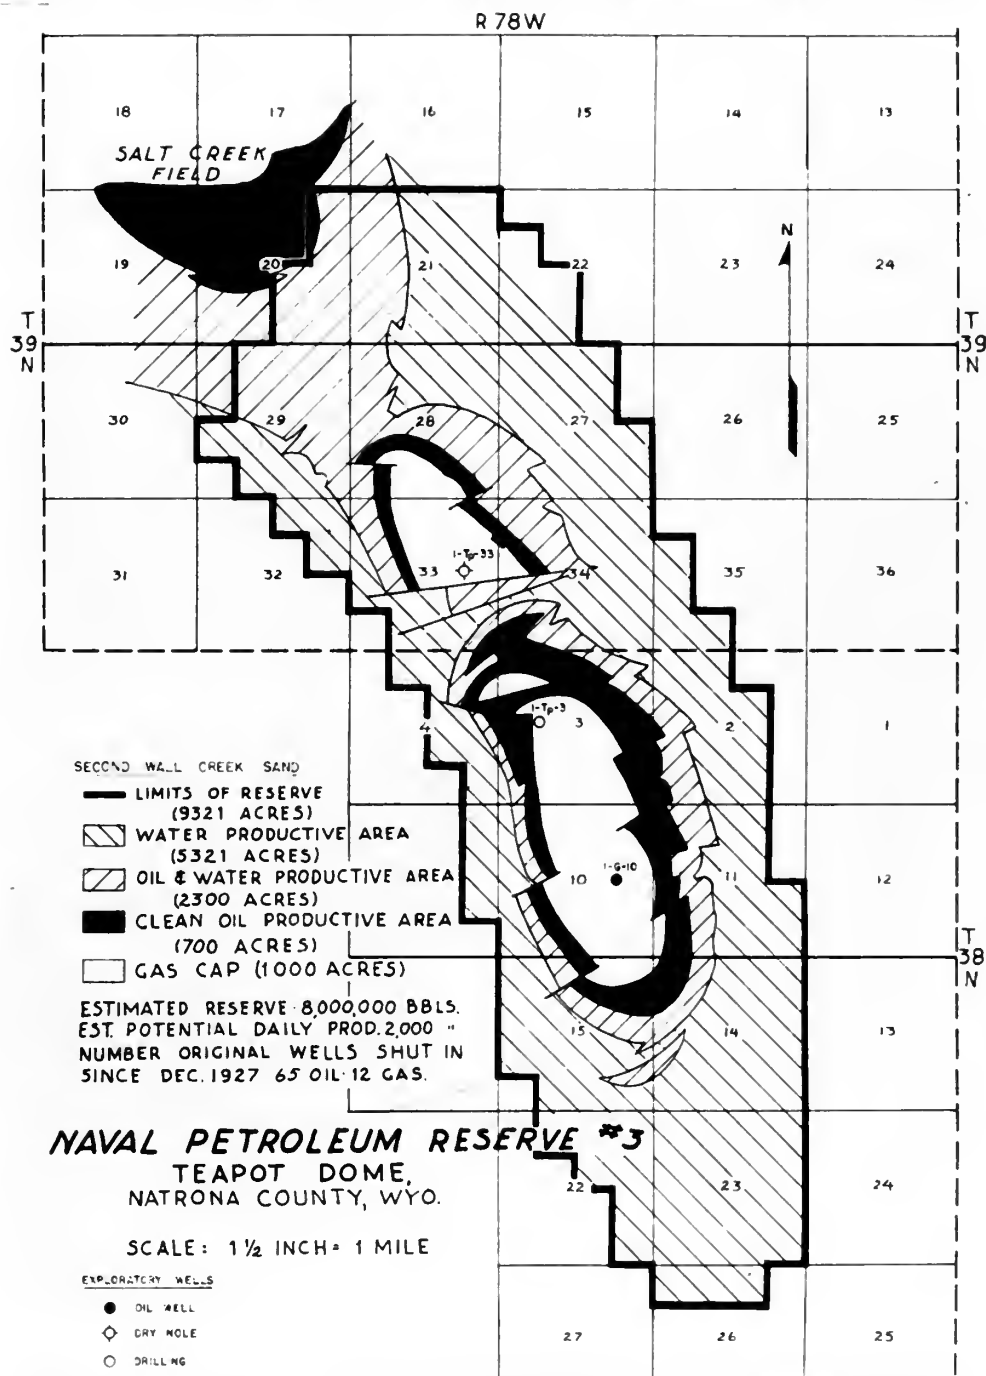 R 78W
18 17 16 15 14 13
SALT CREEK
FIELD
N
19 20 21 22 23 24
T
39
N
T
39
N
30 29 28 27 26 25
1-Tp-33
31 32 33 34 35 36
1-Tp-3
4 3 2 1
SECOND WALL CREEK SAND
LIMITS OF RESERVE
(9321 ACRES)
WATER PRODUCTIVE AREA
(5321 ACRES)
OIL & WATER PRODUCTIVE AREA
(2300 ACRES)
CLEAN OIL PRODUCTIVE AREA
(700 ACRES)
GAS CAP (1000 ACRES)
1-G-10
10 11 12
T
38
N
ESTIMATED RESERVE 8,000,000 BBLS.
EST. POTENTIAL DAILY PROD. 2,000 "
NUMBER ORIGINAL WELLS SHUT IN
SINCE DEC. 1927 65 OIL 12 GAS.
15 14 13
NAVAL PETROLEUM RESERVE #3
TEAPOT DOME,
NATRONA COUNTY, WYO.
22 23 24
SCALE: 1 1/2 INCH = 1 MILE
EXPLORATORY WELLS
OIL WELL
DRY HOLE
DRILLING
27 26 25